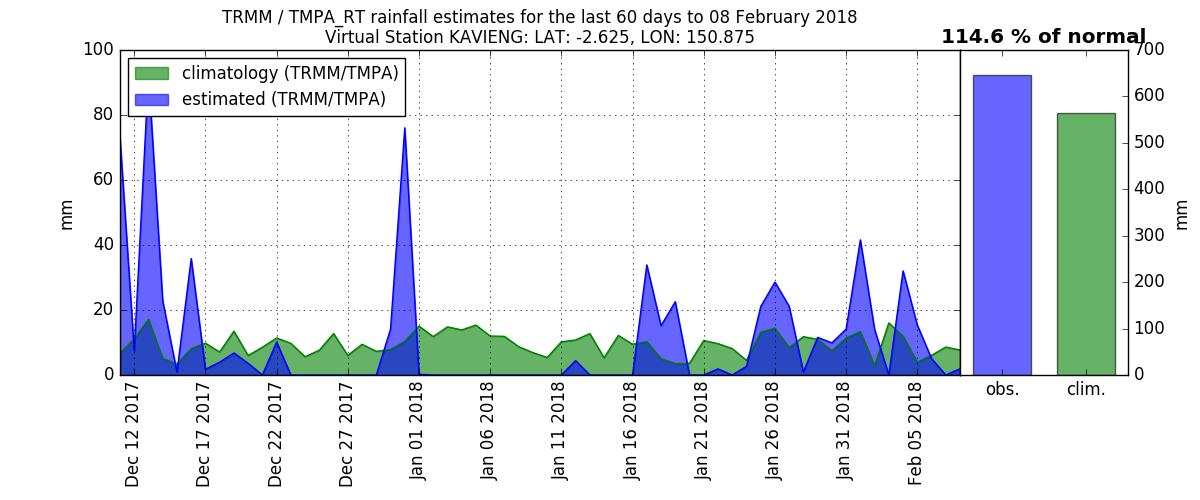 TRMM / TMPA_RT rainfall estimates for the last 60 days to 08 February 2018
Virtual Station KAVIENG: LAT: -2.625, LON: 150.875
114.6 % of normal
climatology (TRMM/TMPA)
estimated (TRMM/TMPA)
100
80
60
40
20
0
mm
Dec 12 2017
Dec 17 2017
Dec 22 2017
Dec 27 2017
Jan 01 2018
Jan 06 2018
Jan 11 2018
Jan 16 2018
Jan 21 2018
Jan 26 2018
Jan 31 2018
Feb 05 2018
700
600
500
400
300
200
100
0
mm
obs.
clim.